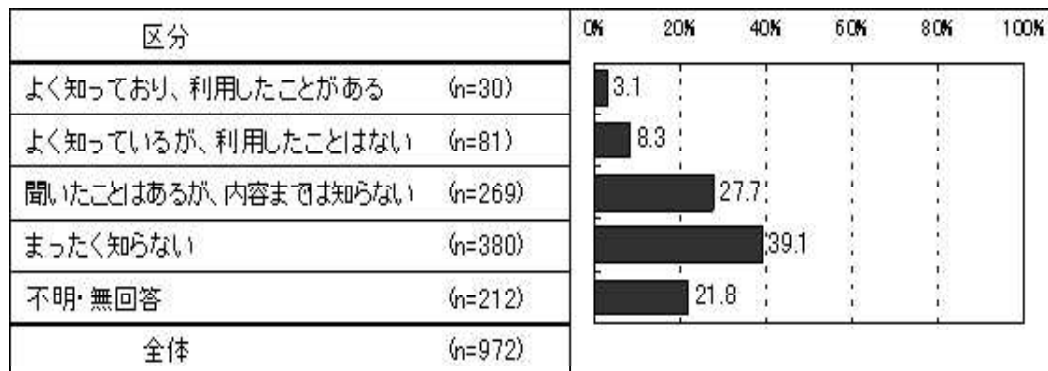 区分 0% 20% 40% 60% 80% 100%
よく知っており、利用したことがある (n=30) 3.1
よく知っているが、利用したことはない (n=81) 8.3
聞いたことはあるが、内容までは知らない (n=269) 27.7
まったく知らない (n=380) 39.1
不明・無回答 (n=212) 21.8
全体 (n=972)